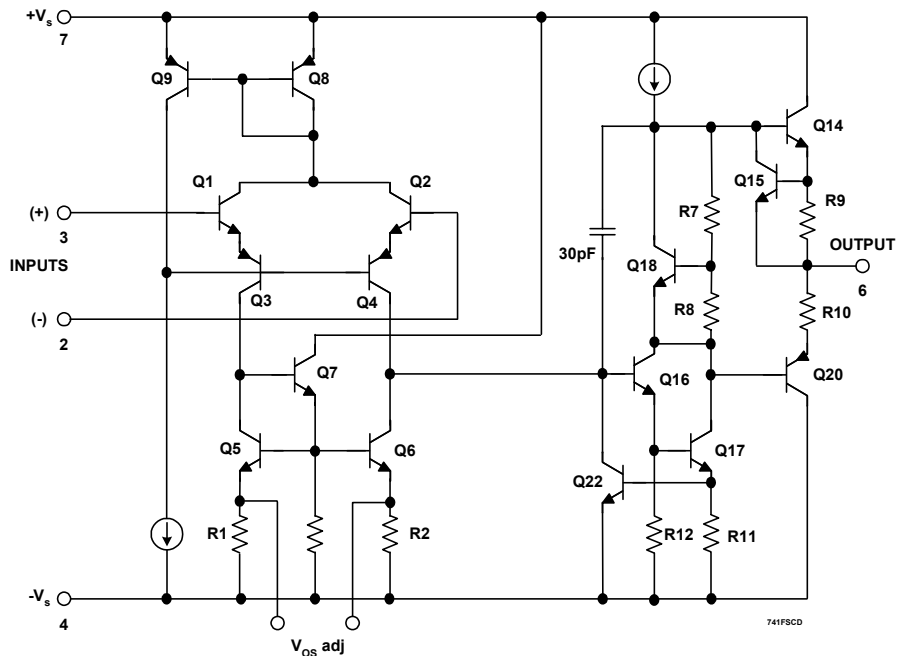 +Vs
7
Q9
Q8
Q14
Q1
Q2
Q15
R9
(+)
3
R7
30pF
OUTPUT
6
INPUTS
Q18
Q3
Q4
(-)
2
R8
R10
Q7
Q16
Q20
Q5
Q6
Q17
Q22
R1
R2
R12
R11
-Vs
4
741FSCD
VOS adj